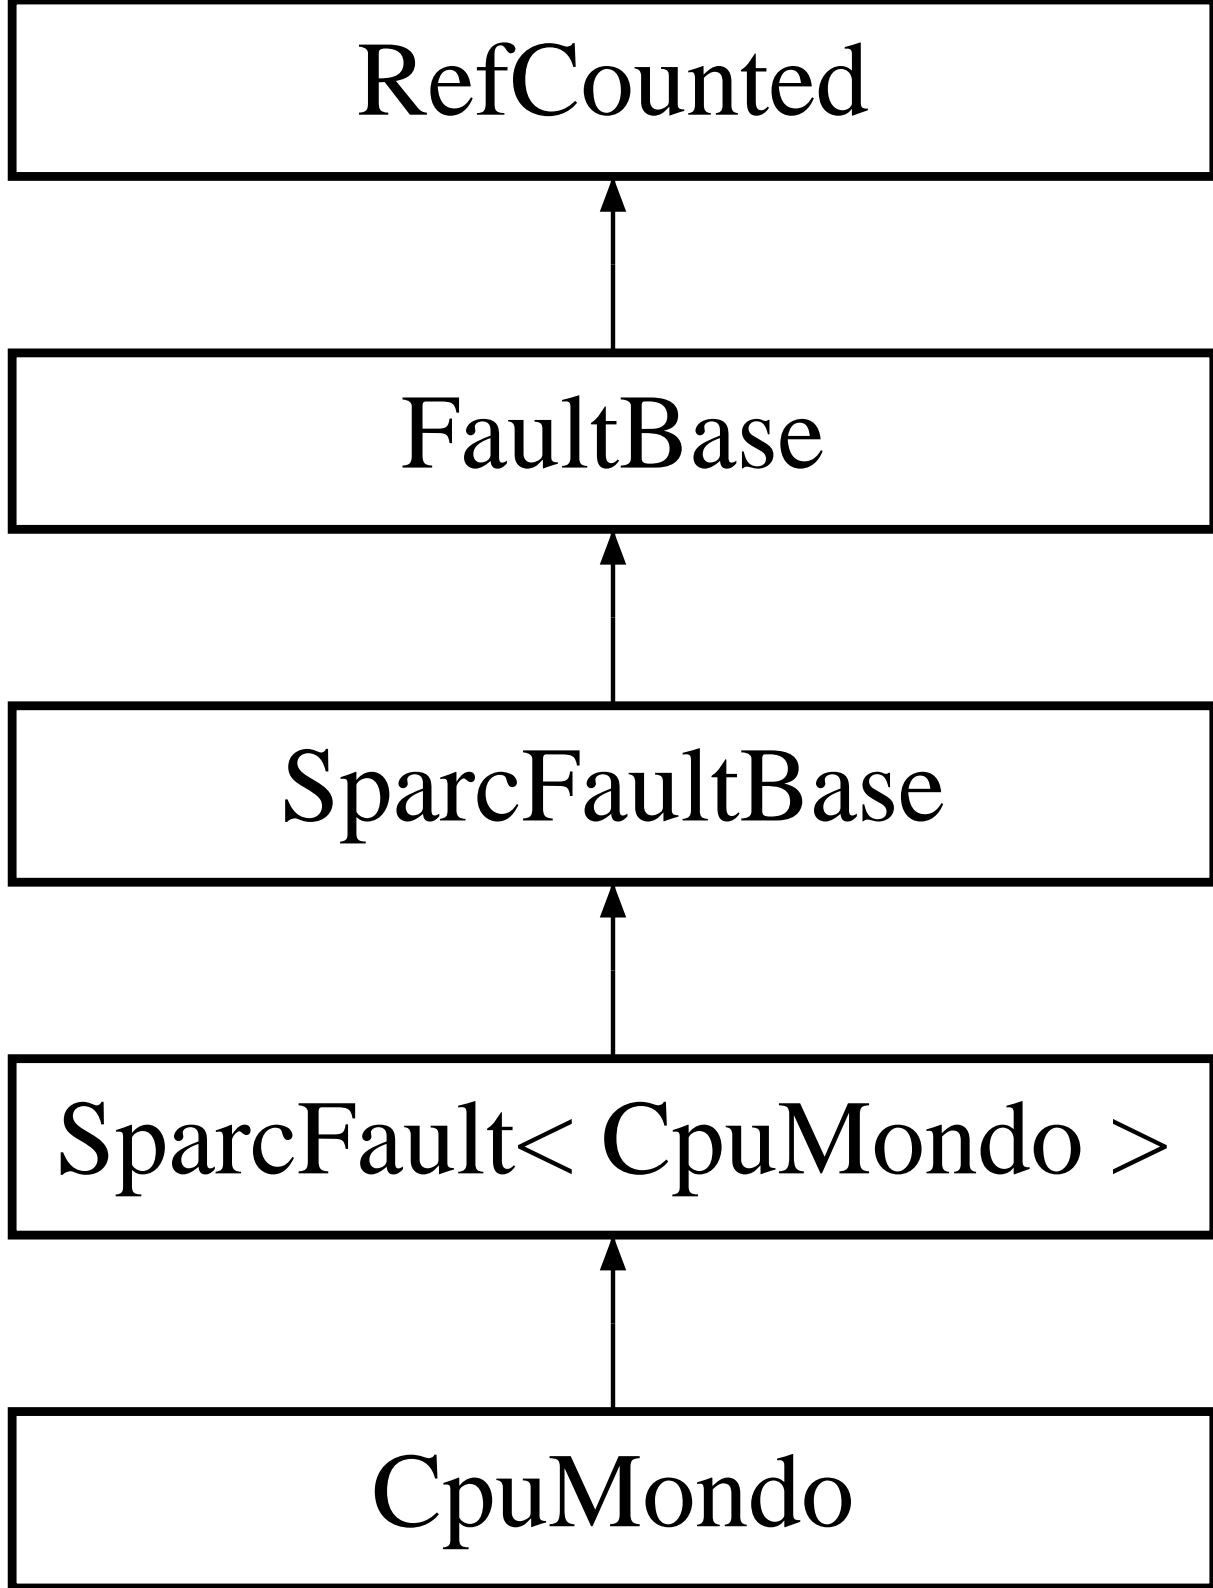 RefCounted
FaultBase
SparcFaultBase
SparcFault< CpuMondo >
CpuMondo